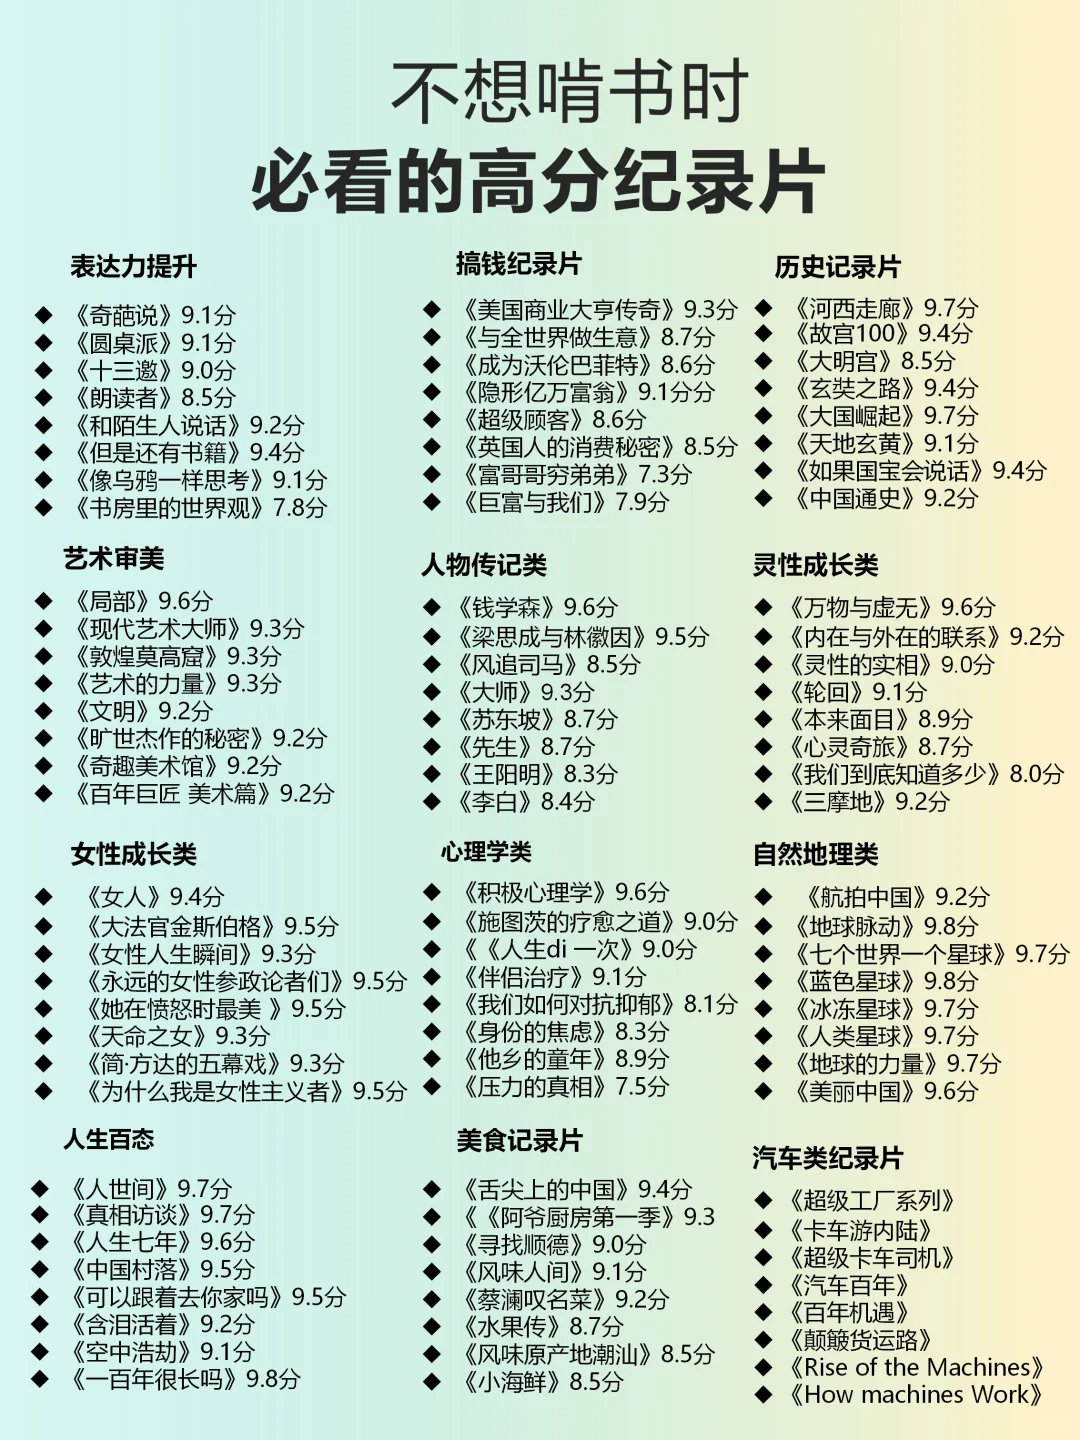 不想啃书时
必看的高分纪录片
表达力提升
◆ 《奇葩说》9.1分
◆ 《圆桌派》9.1分
◆ 《十三邀》9.0分
◆ 《朗读者》8.5分
◆ 《和陌生人说话》9.2分
◆ 《但是还有书籍》9.4分
◆ 《像乌鸦一样思考》9.1分
◆ 《书房里的世界观》7.8分
搞钱纪录片
◆ 《美国商业大亨传奇》9.3分
◆ 《与全世界做生意》8.7分
◆ 《成为沃伦巴菲特》8.6分
◆ 《隐形亿万富翁》9.1分分
◆ 《超级顾客》8.6分
◆ 《英国人的消费秘密》8.5分
◆ 《富哥哥穷弟弟》7.3分
◆ 《巨富与我们》7.9分
历史记录片
◆ 《河西走廊》9.7分
◆ 《故宫100》9.4分
◆ 《大明宫》8.5分
◆ 《玄奘之路》9.4分
◆ 《大国崛起》9.7分
◆ 《天地玄黄》9.1分
◆ 《如果国宝会说话》9.4分
◆ 《中国通史》9.2分
艺术审美
◆ 《局部》9.6分
◆ 《现代艺术大师》9.3分
◆ 《敦煌莫高窟》9.3分
◆ 《艺术的力量》9.3分
◆ 《文明》9.2分
◆ 《旷世杰作的秘密》9.2分
◆ 《奇趣美术馆》9.2分
◆ 《百年巨匠 美术篇》9.2分
人物传记类
◆ 《钱学森》9.6分
◆ 《梁思成与林徽因》9.5分
◆ 《风追司马》8.5分
◆ 《大师》9.3分
◆ 《苏东坡》8.7分
◆ 《先生》8.7分
◆ 《王阳明》8.3分
◆ 《李白》8.4分
灵性成长类
◆ 《万物与虚无》9.6分
◆ 《内在与外在的联系》9.2分
◆ 《灵性的实相》9.0分
◆ 《轮回》9.1分
◆ 《本来面目》8.9分
◆ 《心灵奇旅》8.7分
◆ 《我们到底知道多少》8.0分
◆ 《三摩地》9.2分
女性成长类
◆ 《女人》9.4分
◆ 《大法官金斯伯格》9.5分
◆ 《女性人生瞬间》9.3分
◆ 《永远的女性参政论者们》9.5分
◆ 《她在愤怒时最美 》9.5分
◆ 《天命之女》9.3分
◆ 《简·方达的五幕戏》9.3分
◆ 《为什么我是女性主义者》9.5分
心理学类
◆ 《积极心理学》9.6分
◆ 《施图茨的疗愈之道》9.0分
◆ 《《人生di 一次》9.0分
◆ 《伴侣治疗》9.1分
◆ 《我们如何对抗抑郁》8.1分
◆ 《身份的焦虑》8.3分
◆ 《他乡的童年》8.9分
◆ 《压力的真相》7.5分
自然地理类
◆ 《航拍中国》9.2分
◆ 《地球脉动》9.8分
◆ 《七个世界一个星球》9.7分
◆ 《蓝色星球》9.8分
◆ 《冰冻星球》9.7分
◆ 《人类星球》9.7分
◆ 《地球的力量》9.7分
◆ 《美丽中国》9.6分
人生百态
◆ 《人世间》9.7分
◆ 《真相访谈》9.7分
◆ 《人生七年》9.6分
◆ 《中国村落》9.5分
◆ 《可以跟着去你家吗》9.5分
◆ 《含泪活着》9.2分
◆ 《空中浩劫》9.1分
◆ 《一百年很长吗》9.8分
美食记录片
◆ 《舌尖上的中国》9.4分
◆ 《《阿爷厨房第一季》9.3
◆ 《寻找顺德》9.0分
◆ 《风味人间》9.1分
◆ 《蔡澜叹名菜》9.2分
◆ 《水果传》8.7分
◆ 《风味原产地潮汕》8.5分
◆ 《小海鲜》8.5分
汽车类纪录片
◆ 《超级工厂系列》
◆ 《卡车游内陆》
◆ 《超级卡车司机》
◆ 《汽车百年》
◆ 《百年机遇》
◆ 《颠簸货运路》
◆ 《Rise of the Machines》
◆ 《How machines Work》